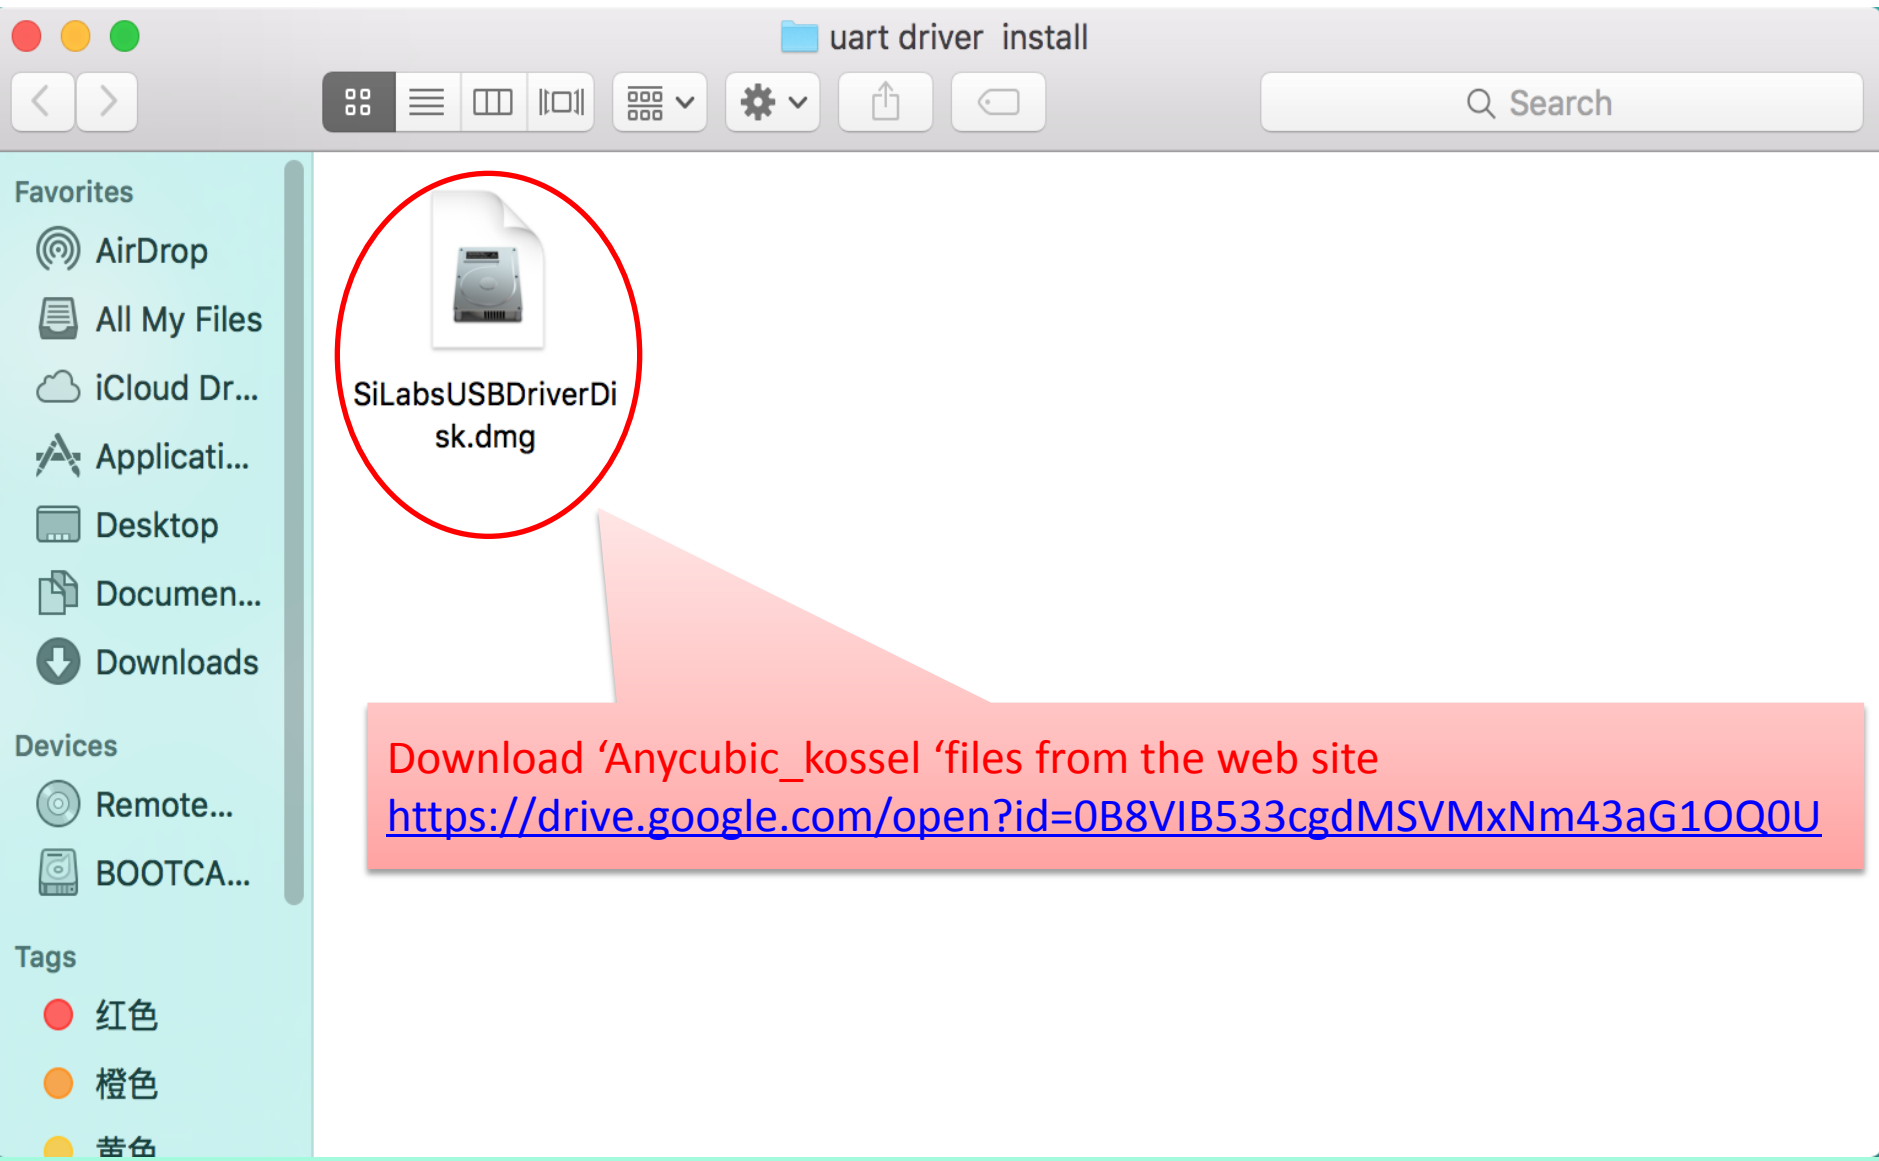 uart driver  install
Search
Favorites
AirDrop
All My Files
iCloud Dr...
Applicati...
Desktop
Documen...
Downloads
Devices
Remote...
BOOTCA...
Tags
红色
橙色
黄色
SiLabsUSBDriverDi
sk.dmg
Download ‘Anycubic_kossel ‘files from the web site
https://drive.google.com/open?id=0B8VIB533cgdMSVMxNm43aG1OQ0U